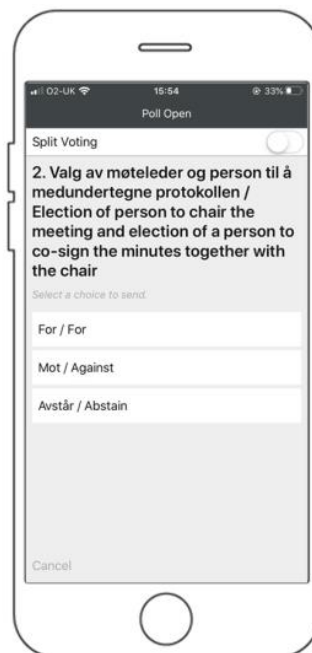 O2-UK 15:54 33%
Poll Open
Split Voting
2. Valg av møteleder og person til å
medundertegne protokollen /
Election of person to chair the
meeting and election of a person to
co-sign the minutes together with
the chair
Select a choice to send.
For / For
Mot / Against
Avstår / Abstain
Cancel